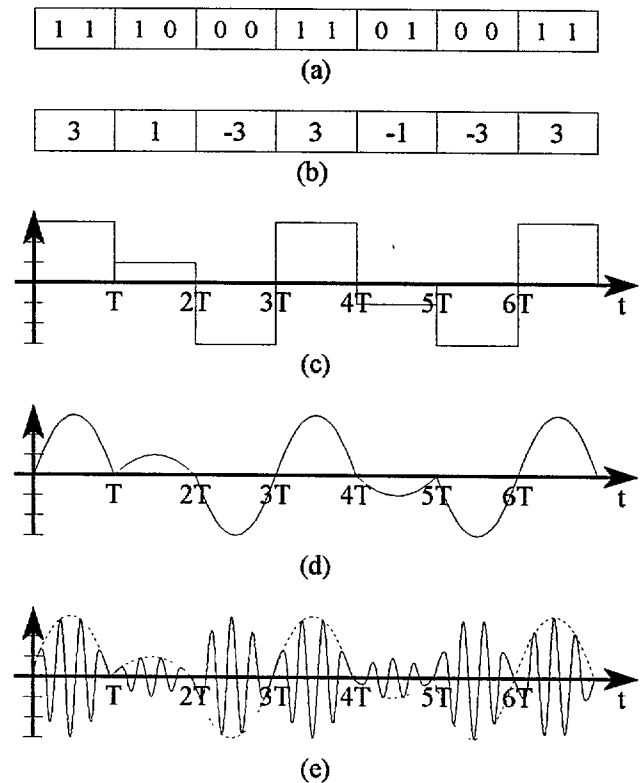 1 1 1 0 0 0 1 1 0 1 0 0 1 1
(a)
3 1 -3 3 -1 -3 3
(b)
T 2T 3T 4T 5T 6T t
(c)
T 2T 3T 4T 5T 6T t
(d)
T 2T 3T 4T 5T 6T t
(e)